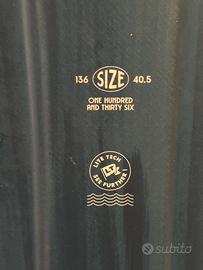 136 SIZE 40.5
ONE HUNDRED
AND THIRTY SIX
LITE TECH
SEE FURTHER!
subito